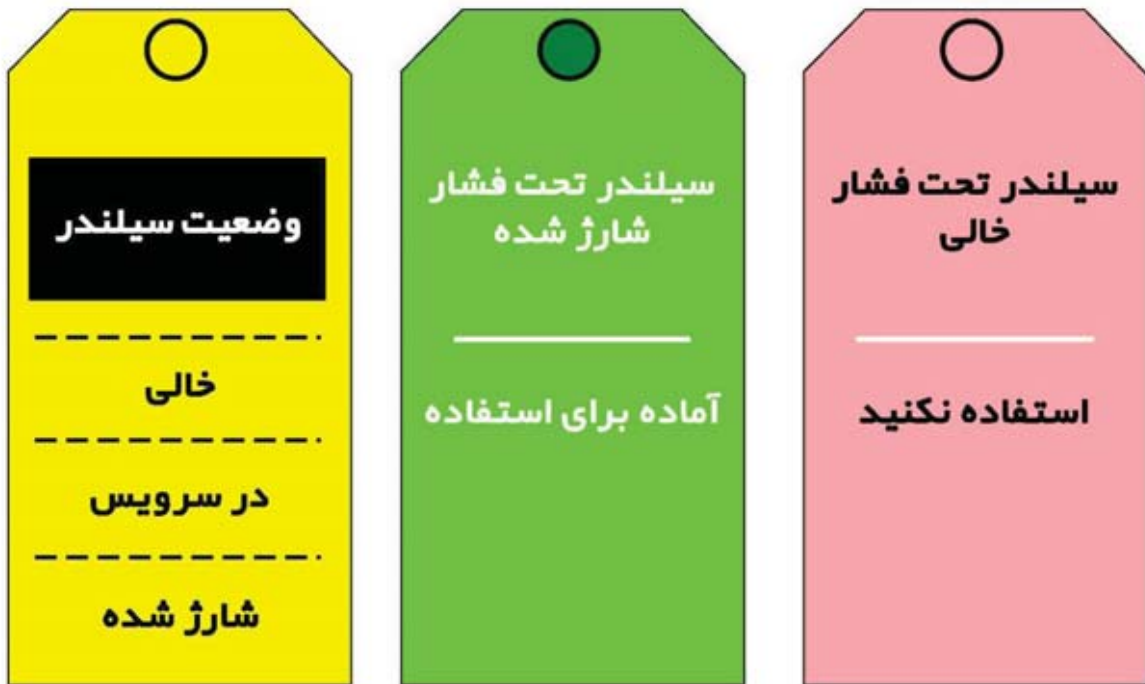 سیلندر تحت فشار
خالی
استفاده نکنید
سیلندر تحت فشار
شارژ شده
آماده برای استفاده
وضعیت سیلندر
خالی
در سرویس
شارژ شده